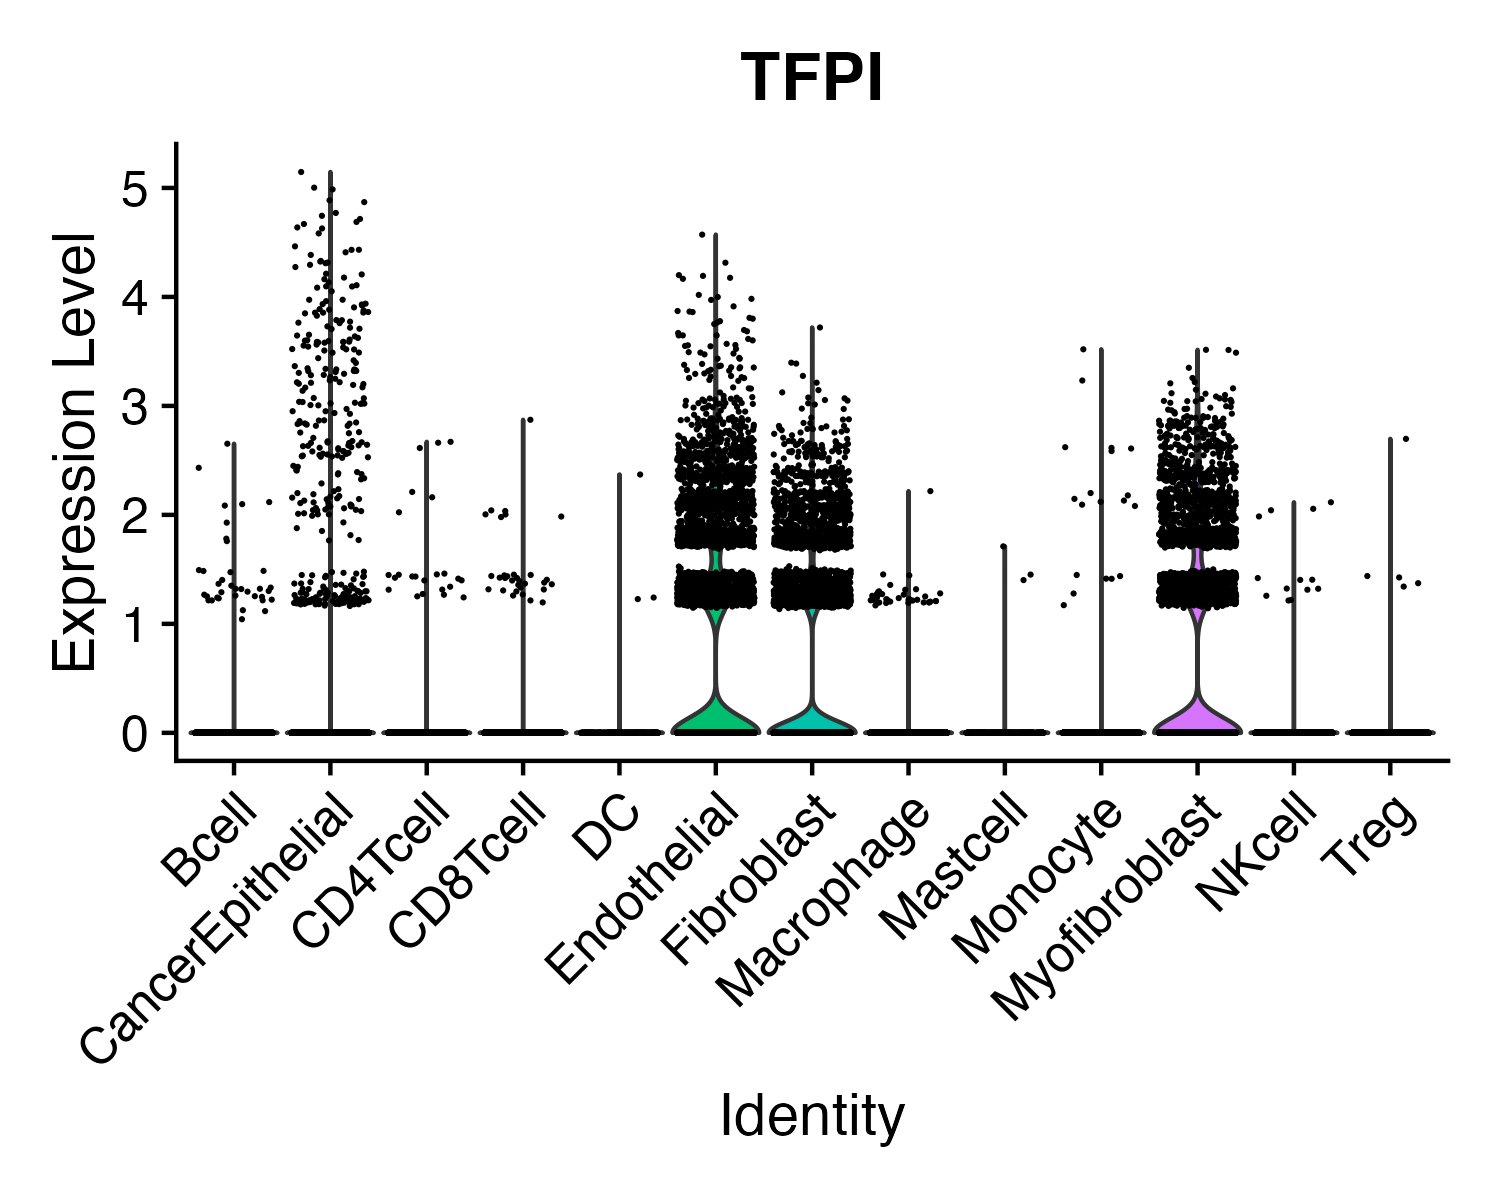 TFPI
Expression Level
5
4
3
2
1
0
Bcell
CancerEpithelial
CD4Tcell
CD8Tcell
DC
Endothelial
Fibroblast
Macrophage
Mastcell
Monocyte
Myofibroblast
NKcell
Treg
Identity